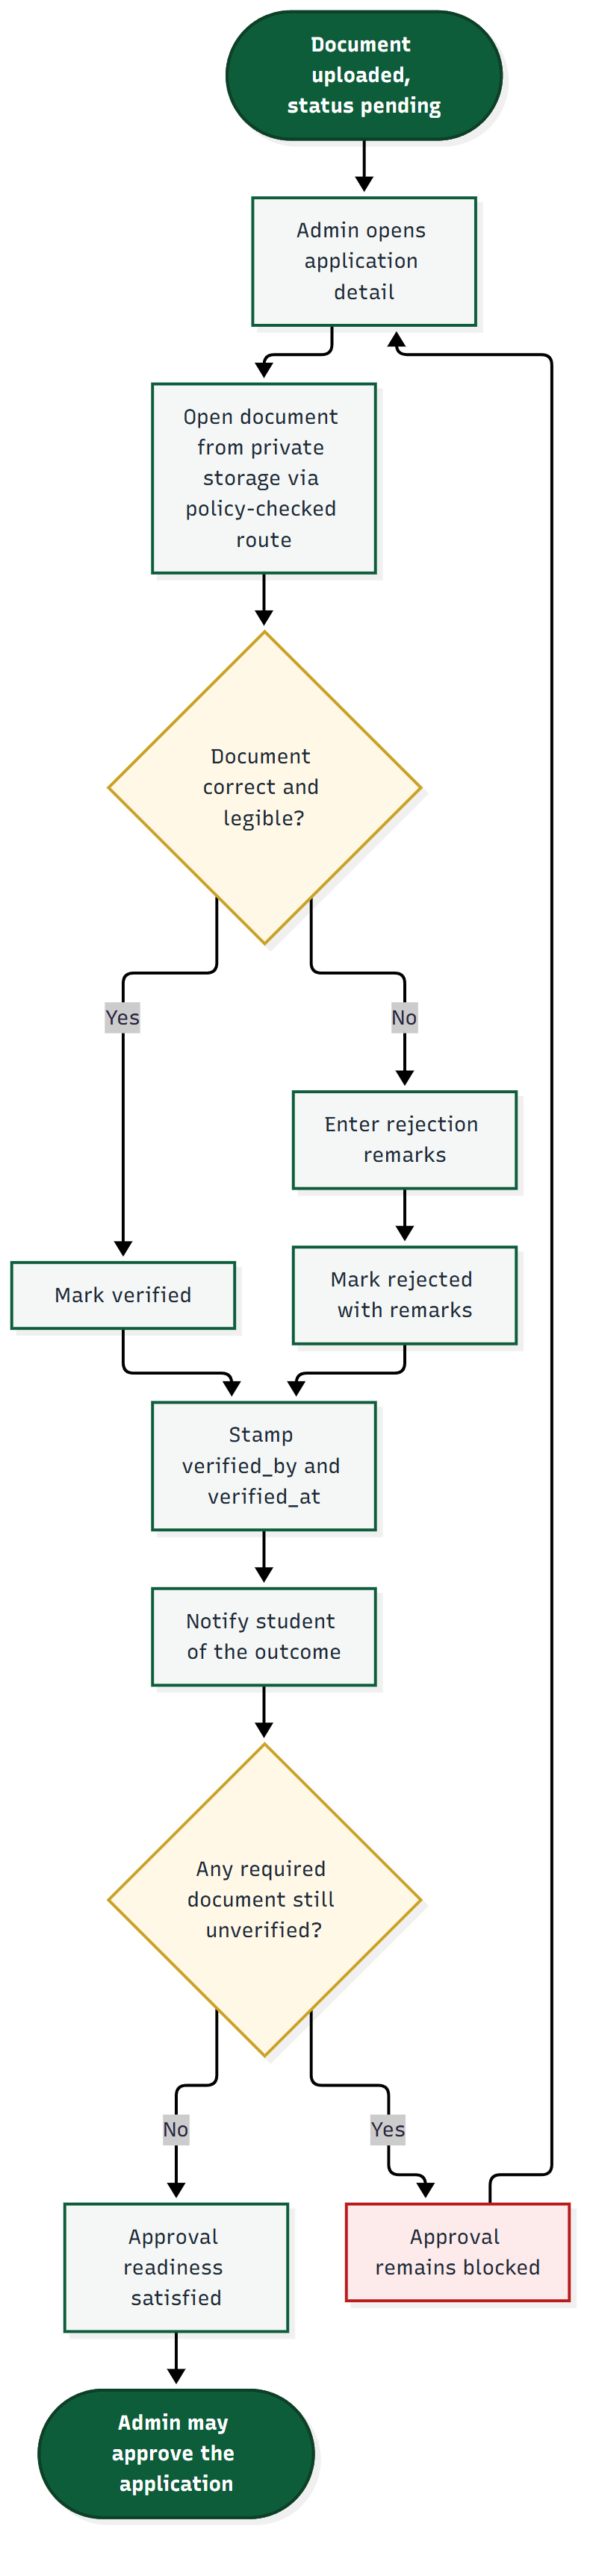 Document
uploaded,
status pending
Admin opens
application
detail
Open document
from private
storage via
policy-checked
route
Document
correct and
legible?
Yes
No
Enter rejection
remarks
Mark verified
Mark rejected
with remarks
Stamp
verified_by and
verified_at
Notify student
of the outcome
Any required
document still
unverified?
No
Yes
Approval
readiness
satisfied
Approval
remains blocked
Admin may
approve the
application